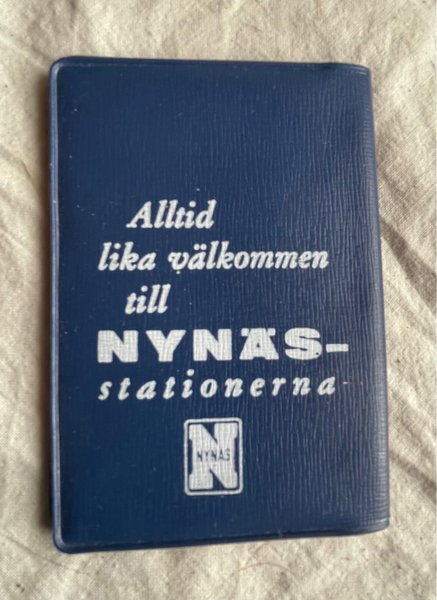 Alltid
lika välkommen
till
NYNÄS-
stationerna
N
NYNÄS